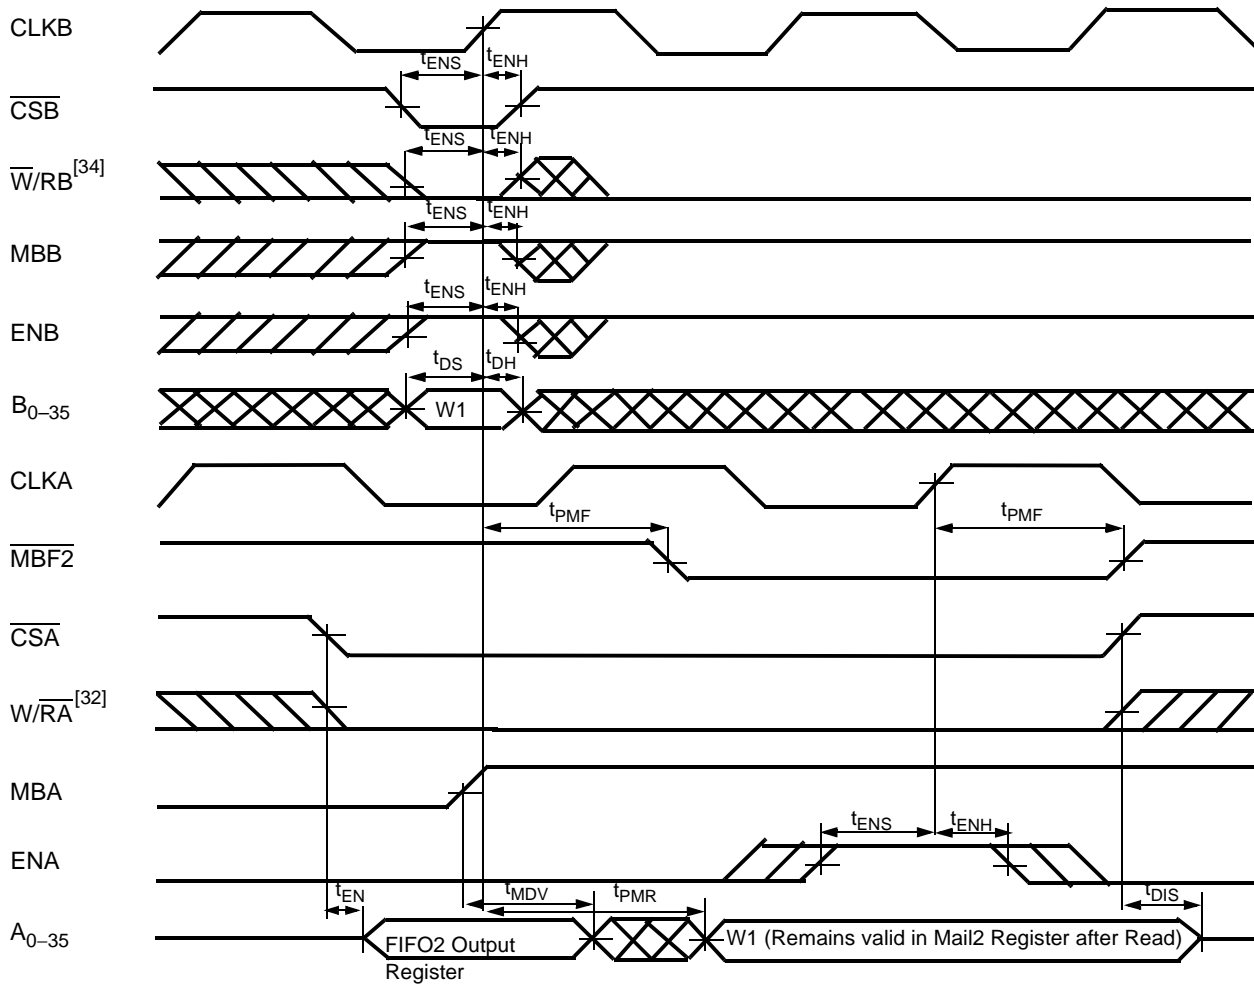 CLKB
tENS tENH
CSB
tENS tENH
W/RB[34]
tENS tENH
MBB
tENS tENH
ENB
tDS tDH
B0–35
W1
CLKA
tPMF tPMF
MBF2
CSA
W/RA[32]
MBA
tENS tENH
ENA
tEN tMDV tPMR tDIS
A0–35
FIFO2 Output
Register
W1 (Remains valid in Mail2 Register after Read)